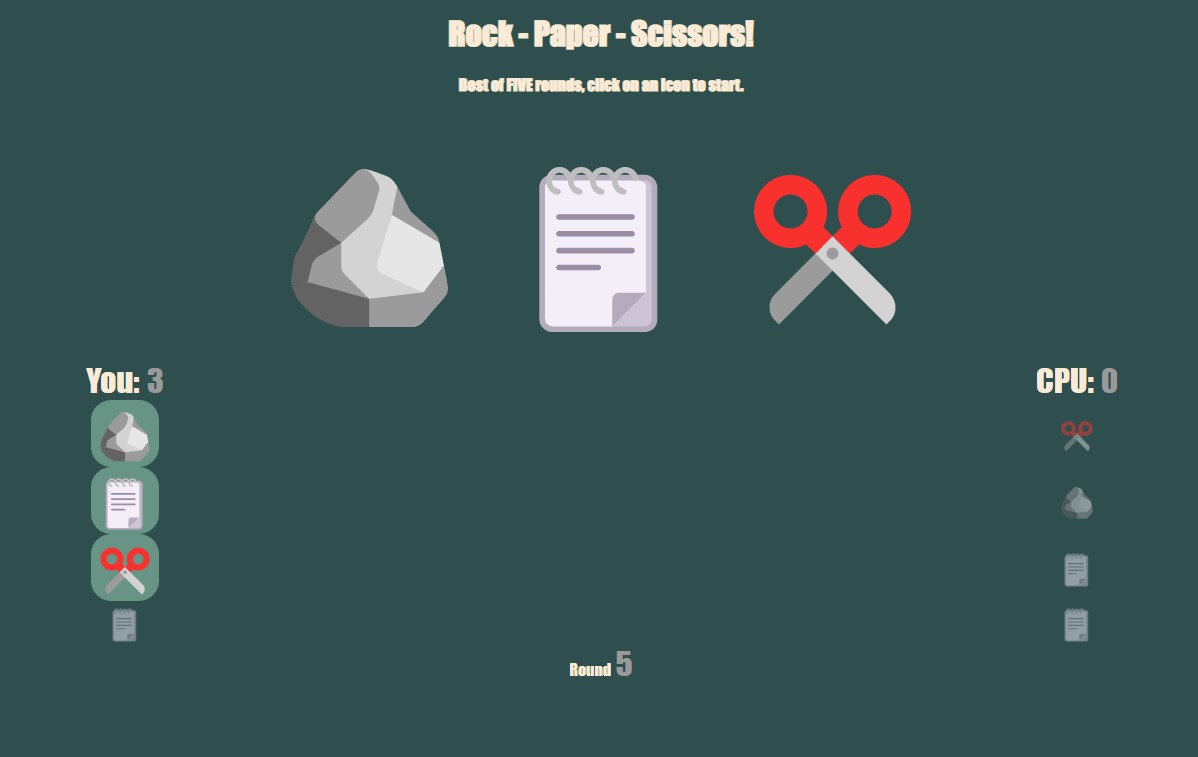 Rock - Paper - Scissors!
Best of FIVE rounds, click on an icon to start.
You: 3
CPU: 0
Round 5